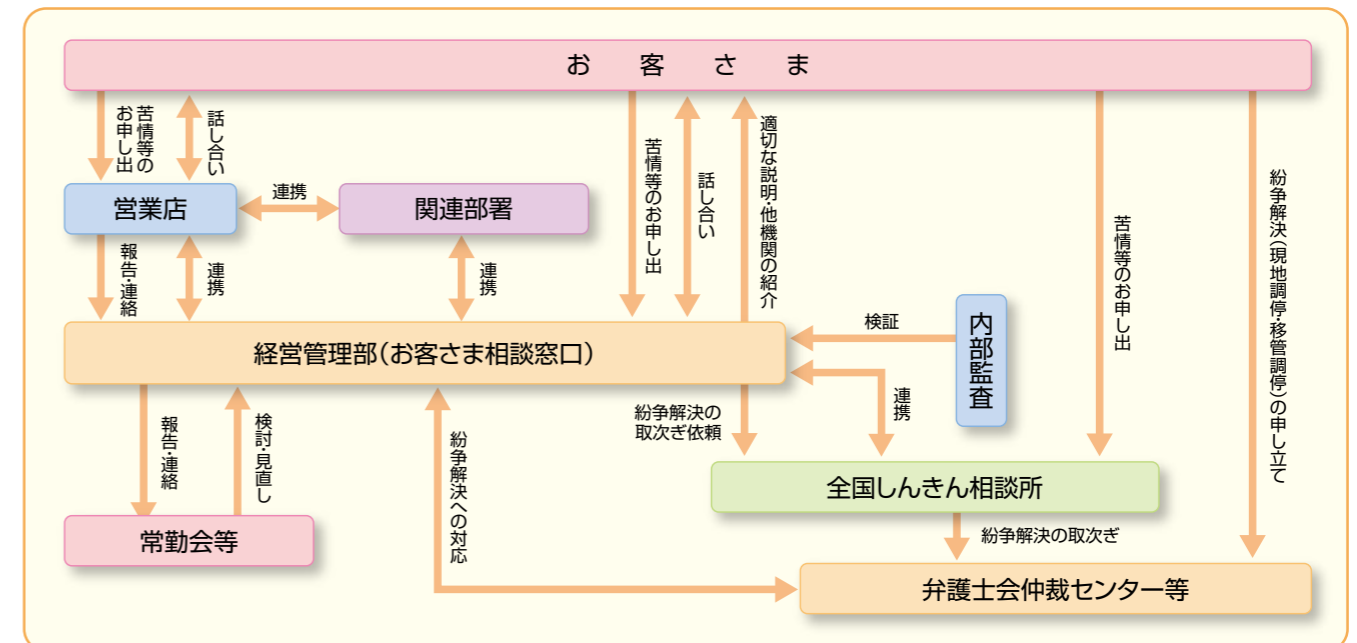 お客さま
苦情等の
お申し出
話し合い
苦情等のお申し出
話し合い
適切な説明・他機関の紹介
苦情等のお申し出
紛争解決（現地調停・移管調停）の申し立て
営業店
連携
関連部署
報告・連絡
連携
連携
経営管理部（お客さま相談窓口）
検証
内部監査
報告・連絡
検討・見直し
紛争解決への対応
紛争解決の
取次ぎ依頼
連携
全国しんきん相談所
常勤会等
紛争解決の取次ぎ
弁護士会仲裁センター等